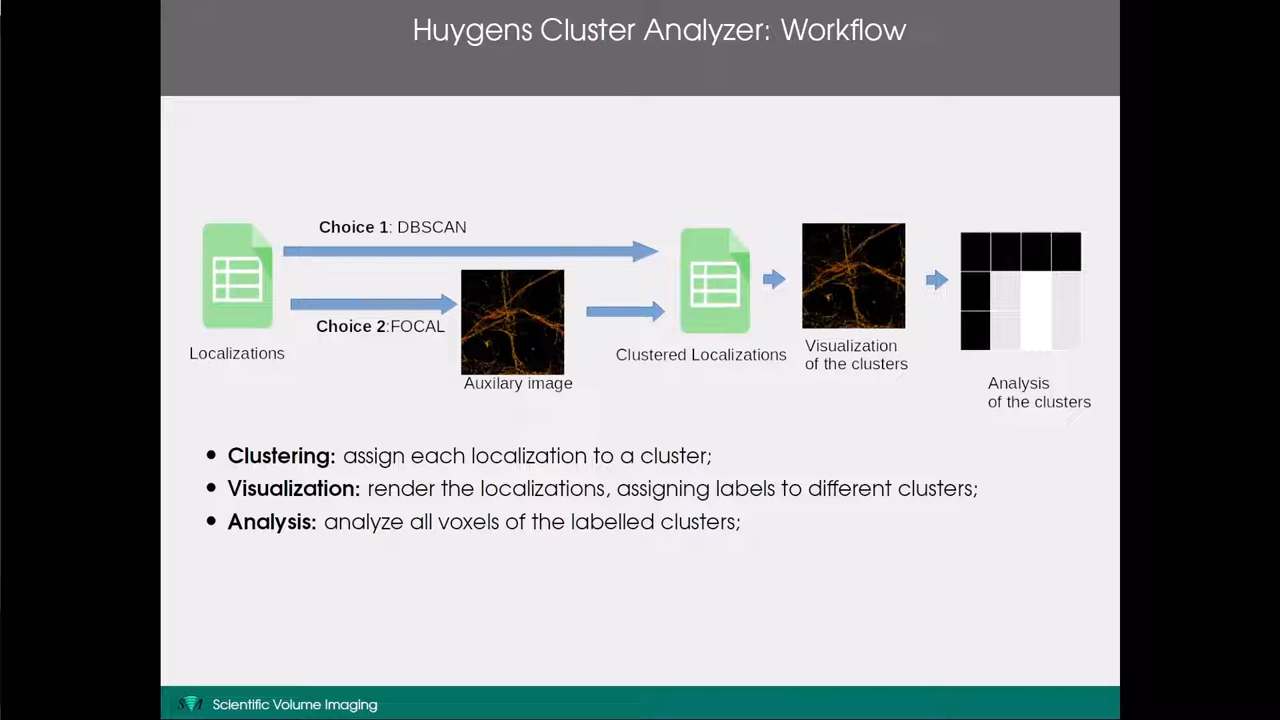 Huygens Cluster Analyzer: Workflow
Choice 1: DBSCAN
Choice 2:FOCAL
Localizations
Auxilary image
Clustered Localizations
Visualization
of the clusters
Analysis
of the clusters
• Clustering: assign each localization to a cluster;
• Visualization: render the localizations, assigning labels to different clusters;
• Analysis: analyze all voxels of the labelled clusters;
SVI Scientific Volume Imaging